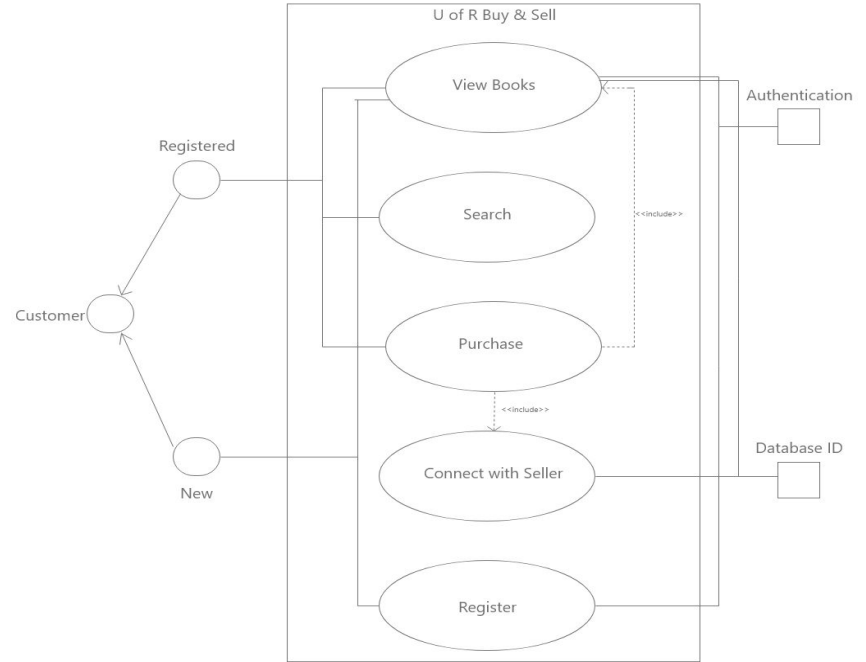 U of R Buy & Sell
View Books
Authentication
Registered
Search
<<include>>
Customer
Purchase
<<include>>
Database ID
Connect with Seller
New
Register